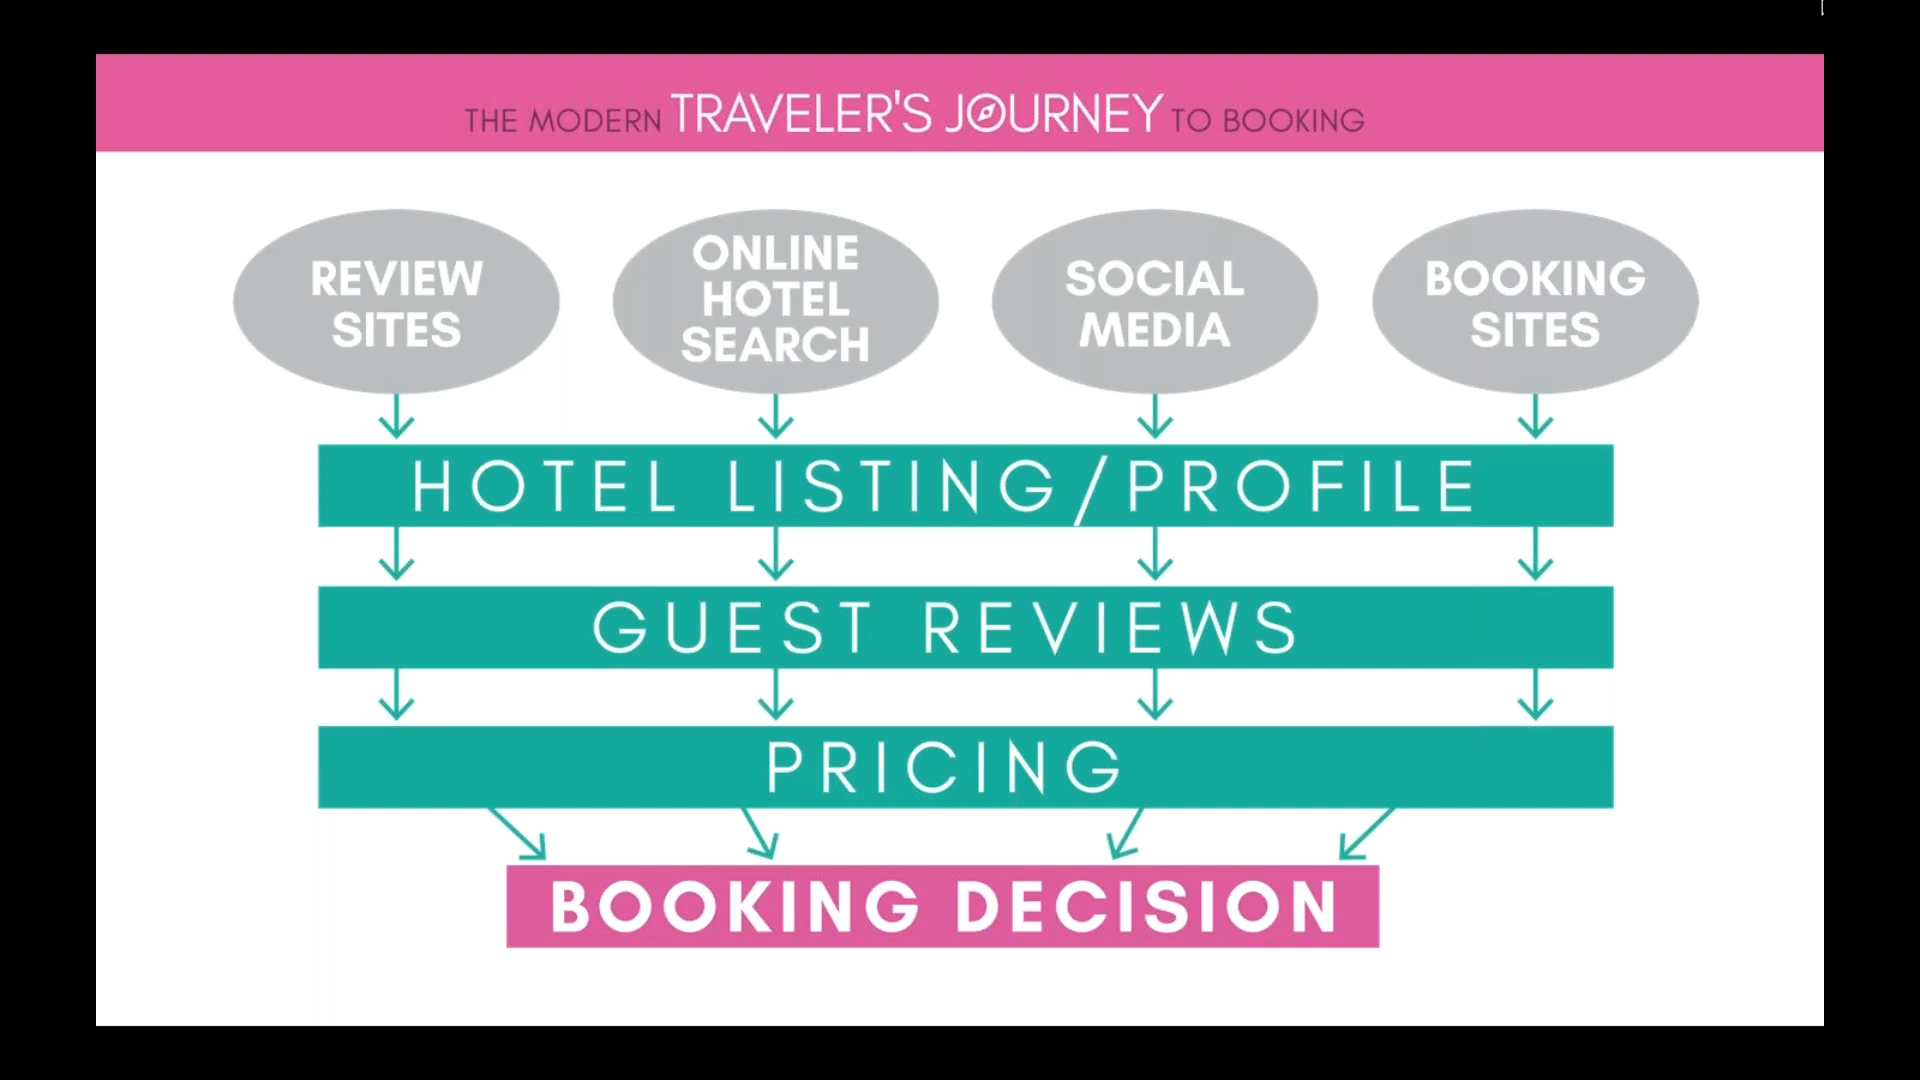 THE MODERN TRAVELER'S JOURNEY TO BOOKING
REVIEW
SITES
ONLINE
HOTEL
SEARCH
SOCIAL
MEDIA
BOOKING
SITES
HOTEL LISTING/PROFILE
GUEST REVIEWS
PRICING
BOOKING DECISION